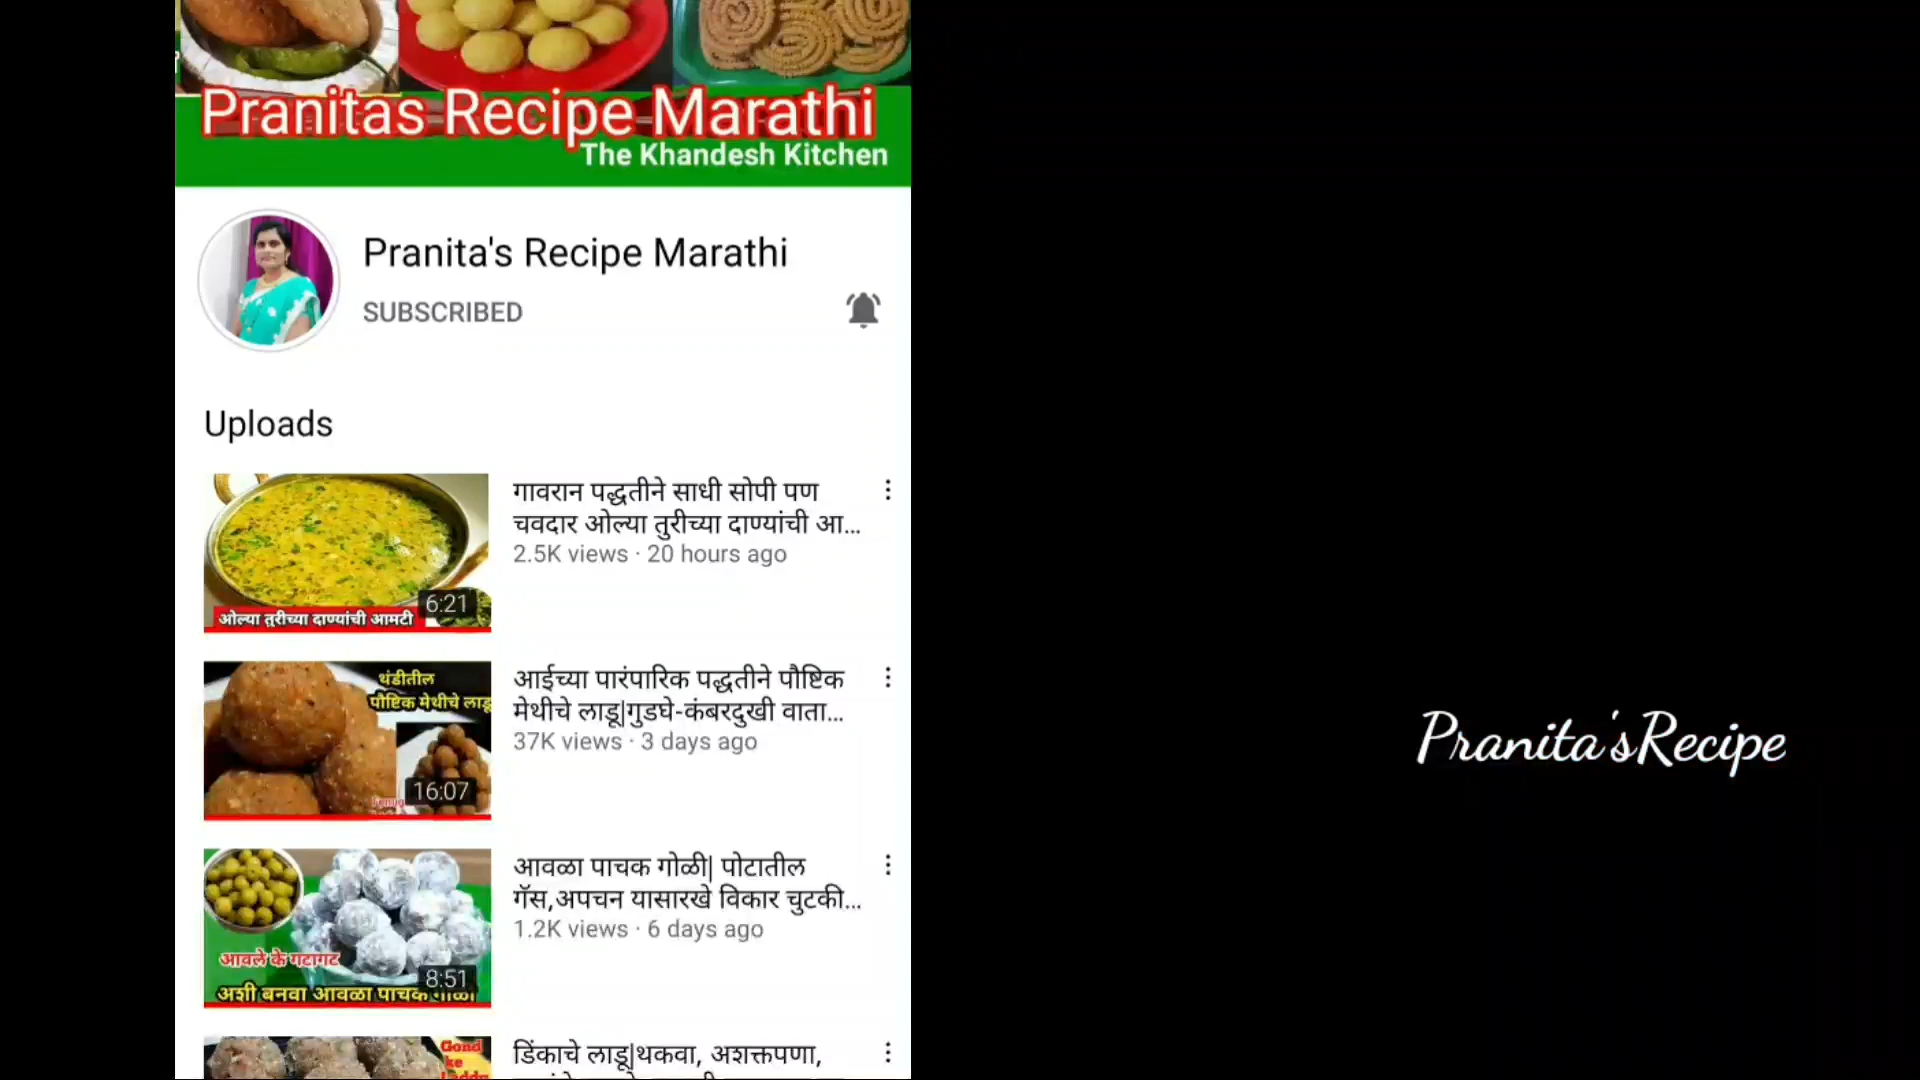 Pranitas Recipe Marathi
The Khandesh Kitchen
Pranita's Recipe Marathi
SUBSCRIBED
Uploads
गावरान पद्धतीने साधी सोपी पण
चवदार ओल्या तुरीच्या दाण्यांची आ...
2.5K views · 20 hours ago
6:21
ओल्या तुरीच्या दाण्यांची आमटी
आईच्या पारंपारिक पद्धतीने पौष्टिक
मेथीचे लाडू|गुडघे-कंबरदुखी वाता...
37K views · 3 days ago
थंडीतील
पौष्टिक मेथीचे लाडू
16:07
आवळा पाचक गोळी| पोटातील
गॅस,अपचन यासारखे विकार चुटकी...
1.2K views · 6 days ago
आवले के गटागट
8:51
अशी बनवा आवळा पाचक गोळी
डिंकाचे लाडू|थकवा, अशक्तपणा,
Gond
ke
Laddu
Pranita'sRecipe